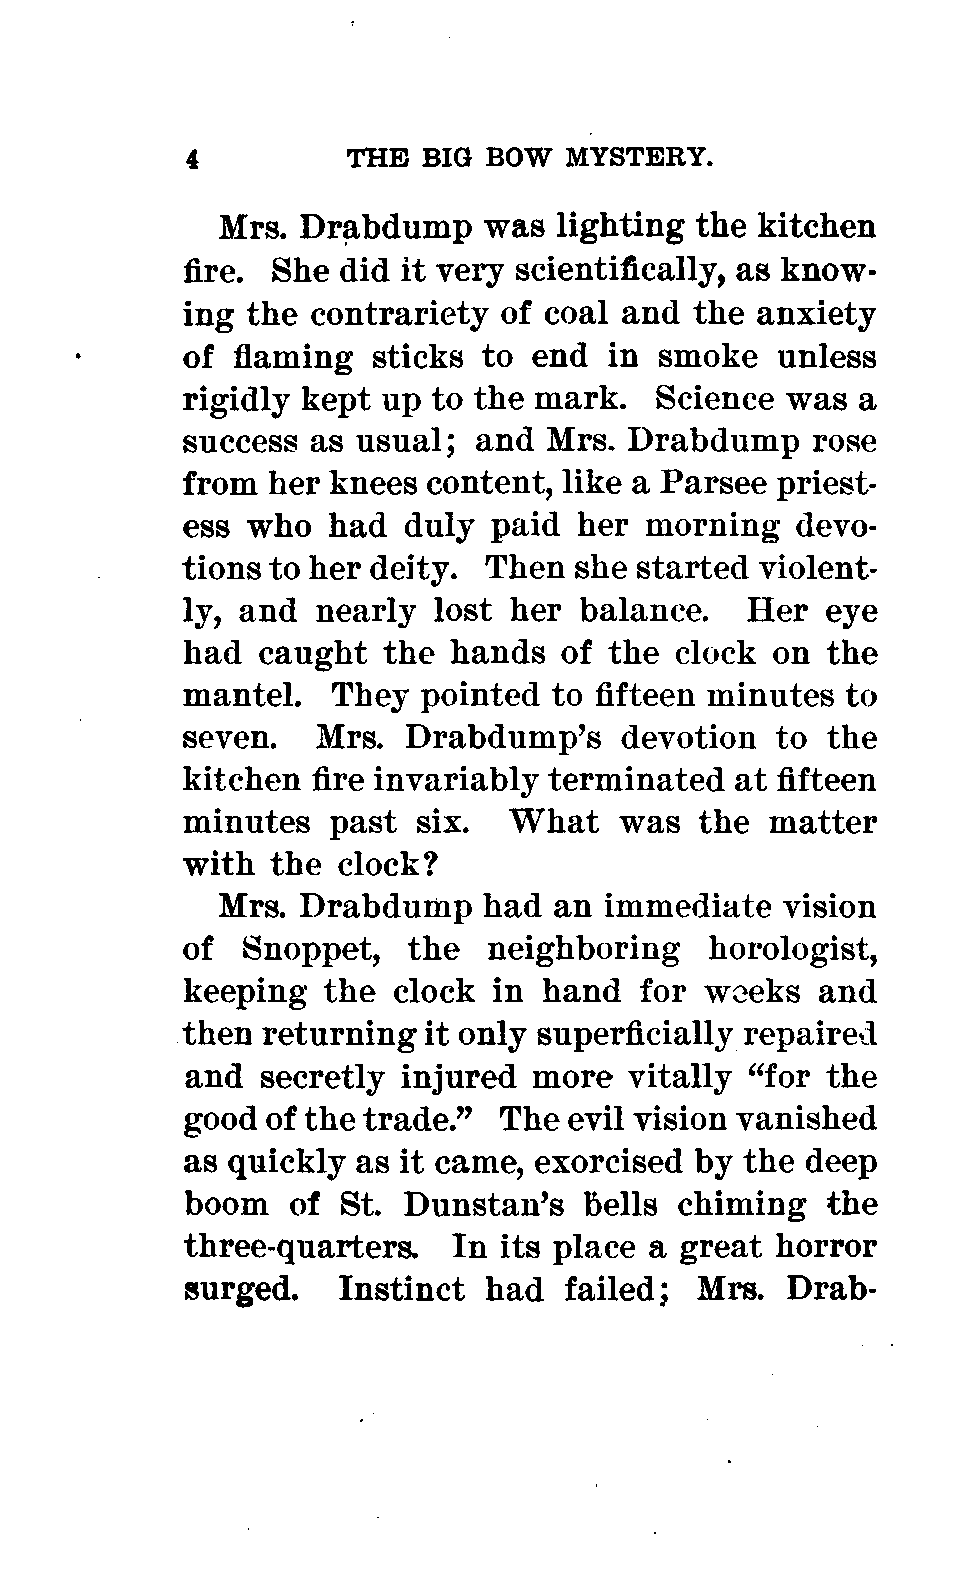 4 THE BIG BOW MYSTERY.
Mrs. Drabdump was lighting the kitchen
fire. She did it very scientifically, as know-
ing the contrariety of coal and the anxiety
of flaming sticks to end in smoke unless
rigidly kept up to the mark. Science was a
success as usual; and Mrs. Drabdump rose
from her knees content, like a Parsee priest-
ess who had duly paid her morning devo-
tions to her deity. Then she started violent-
ly, and nearly lost her balance. Her eye
had caught the hands of the clock on the
mantel. They pointed to fifteen minutes to
seven. Mrs. Drabdump's devotion to the
kitchen fire invariably terminated at fifteen
minutes past six. What was the matter
with the clock?
Mrs. Drabdump had an immediate vision
of Snoppet, the neighboring horologist,
keeping the clock in hand for weeks and
then returning it only superficially repaired
and secretly injured more vitally “for the
good of the trade.” The evil vision vanished
as quickly as it came, exorcised by the deep
boom of St. Dunstan's bells chiming the
three-quarters. In its place a great horror
surged. Instinct had failed; Mrs. Drab-